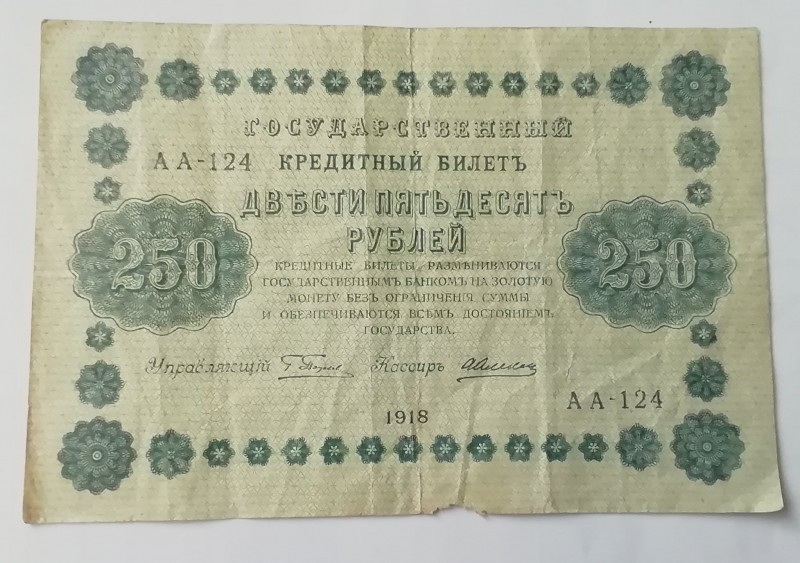 ГОСУДАРСТВЕННЫЙ
АА-124 КРЕДИТНЫЙ БИЛЕТЪ
ДВѢСТИ ПЯТЬДЕСЯТЪ
РУБЛЕЙ
250
250
КРЕДИТНЫЕ БИЛЕТЫ РАЗМѢНИВАЮТСЯ
ГОСУДАРСТВЕННЫМЪ БАНКОМЪ НА ЗОЛОТУЮ
МОНЕТУ БЕЗЪ ОГРАНИЧЕНІЯ СУММЫ
И ОБЕЗПЕЧИВАЮТСЯ ВСѢМЪ ДОСТОЯНІЕМЪ
ГОСУДАРСТВА.
Управляющій Кассиръ
АА-124
1918